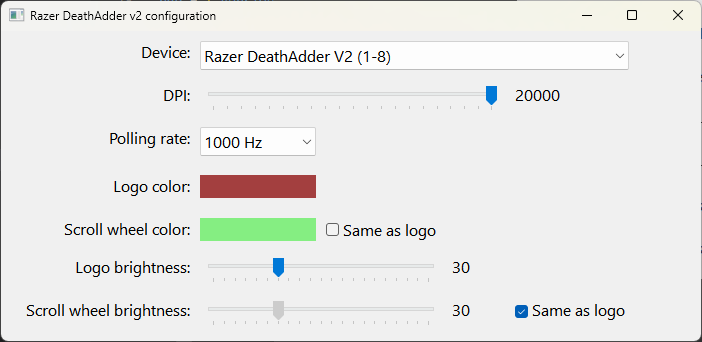 Razer DeathAdder v2 configuration
Device: Razer DeathAdder V2 (1-8)
DPI: 20000
Polling rate: 1000 Hz
Logo color:
Scroll wheel color: Same as logo
Logo brightness: 30
Scroll wheel brightness: 30 Same as logo